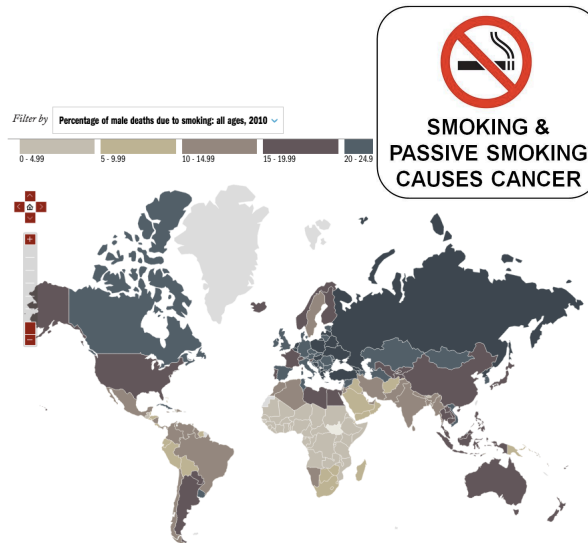 SMOKING &
PASSIVE SMOKING
CAUSES CANCER
Filter by Percentage of male deaths due to smoking: all ages, 2010
0 - 4.99 5 - 9.99 10 - 14.99 15 - 19.99 20 - 24.9